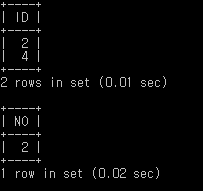 +----+
| ID |
+----+
|  2 |
|  4 |
+----+
2 rows in set (0.01 sec)

+----+
| NO |
+----+
|  2 |
+----+
1 row in set (0.02 sec)